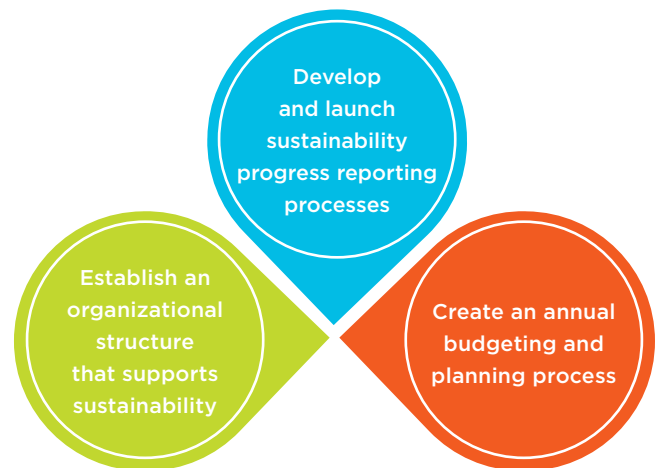 Develop
and launch
sustainability
progress reporting
processes
Establish an
organizational
structure
that supports
sustainability
Create an annual
budgeting and
planning process